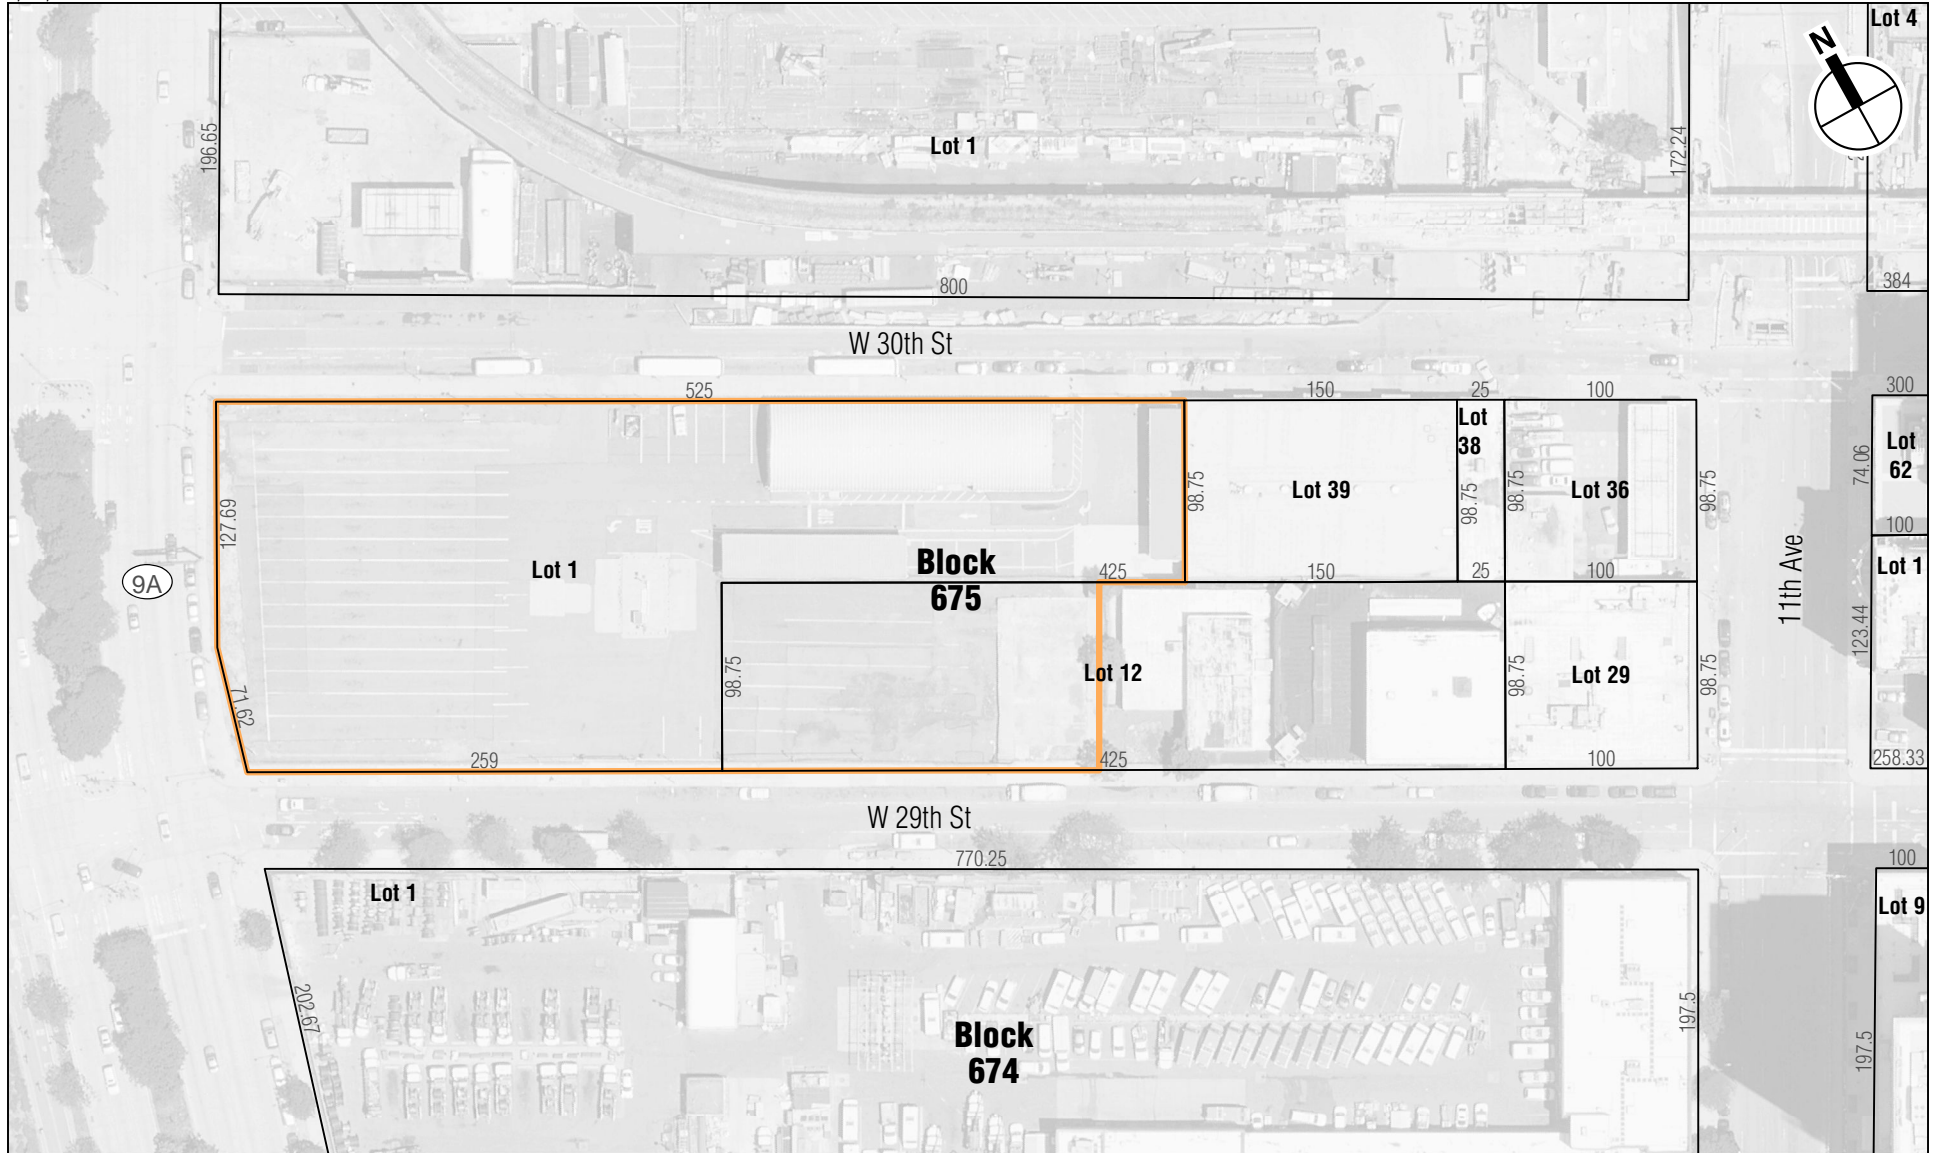 Lot 4
N
196.65
Lot 1
172.24
800
384
W 30th St
525
150
25
100
300
Lot
38
Lot
62
74.06
127.69
98.75
Lot 39
98.75
98.75
Lot 36
98.75
100
9A
Lot 1
Block
675
425
150
25
100
11th Ave
Lot 1
123.44
71.62
98.75
Lot 12
98.75
Lot 29
98.75
259
425
100
258.33
W 29th St
770.25
100
Lot 1
Lot 9
202.67
Block
674
197.5
197.5